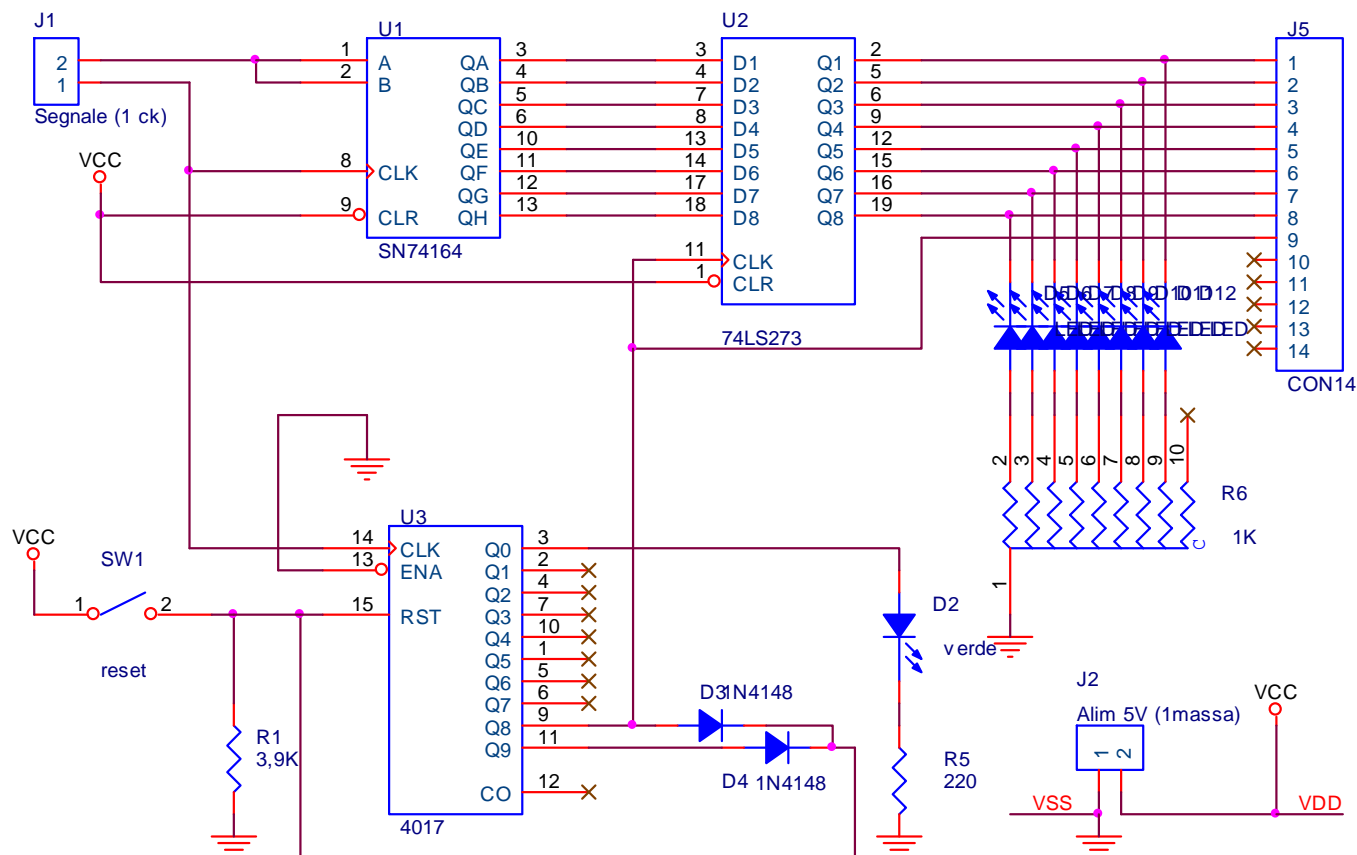 J1
2
1
Segnale (1 ck)
VCC
U1
1 A QA 3
2 B QB 4
QC 5
QD 6
QE 10
8 CLK QF 11
QG 12
9 CLR QH 13
SN74164
U2
3 D1 Q1 2
4 D2 Q2 5
7 D3 Q3 6
8 D4 Q4 9
13 D5 Q5 12
14 D6 Q6 15
17 D7 Q7 16
18 D8 Q8 19
11 CLK
1 CLR
74LS273
J5
1
2
3
4
5
6
7
8
9
10
11
12
13
14
CON14
2 3 4 5 6 7 8 9 10
R6
1K
C
1
VCC
SW1
1 2
reset
R1
3,9K
U3
14 CLK Q0 3
13 ENA Q1 2
Q2 4
15 RST Q3 7
Q4 10
Q5 1
Q6 5
Q7 6
Q8 9
Q9 11
CO 12
4017
D3 1N4148
D4 1N4148
D2
verde
R5
220
J2
Alim 5V (1massa)
1 2
VCC
VSS
VDD